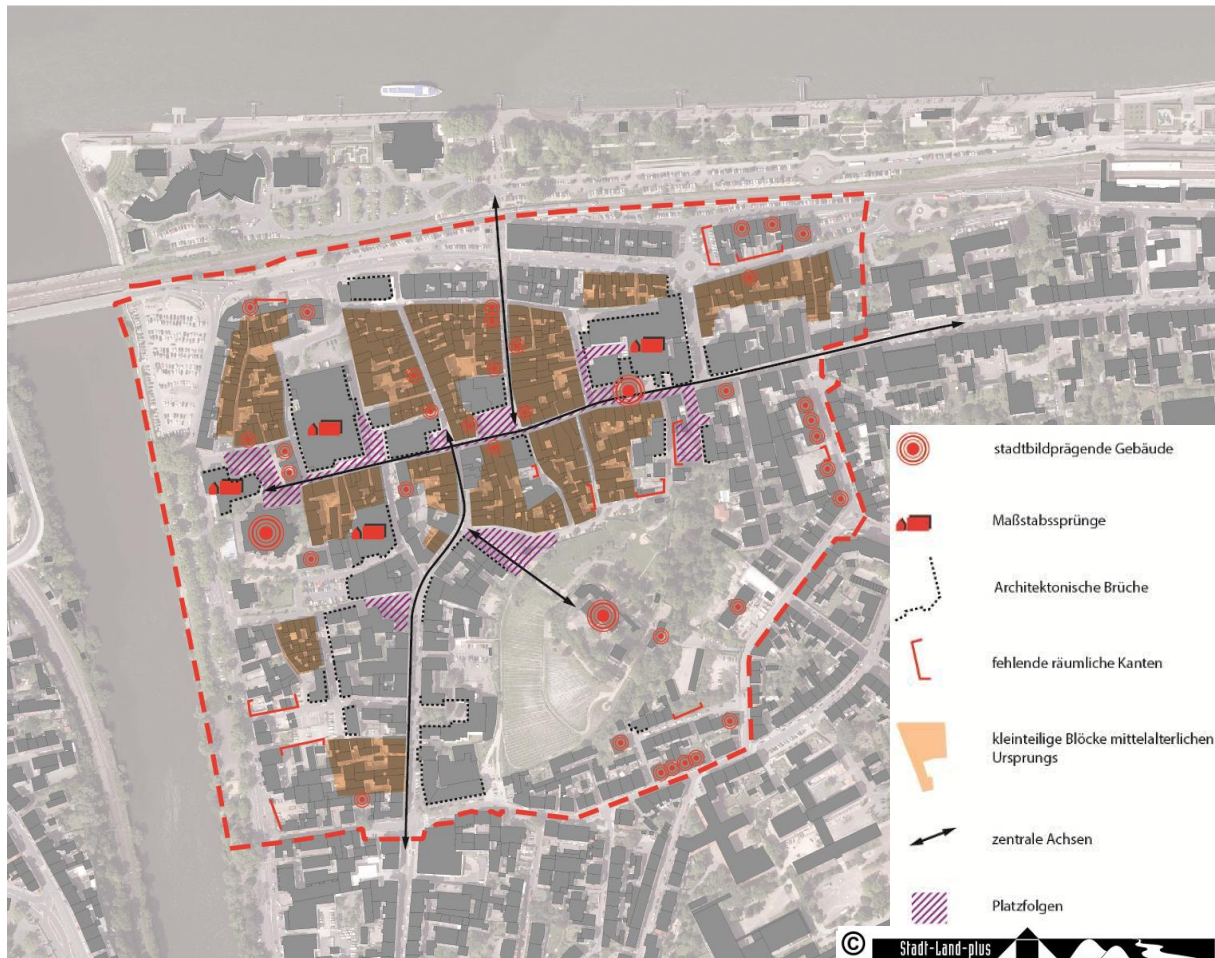 stadtbildprägende Gebäude
Maßstabssprünge
Architektonische Brüche
fehlende räumliche Kanten
kleinteilige Blöcke mittelalterlichen
Ursprungs
zentrale Achsen
Platzfolgen
© Stadt-Land-plus